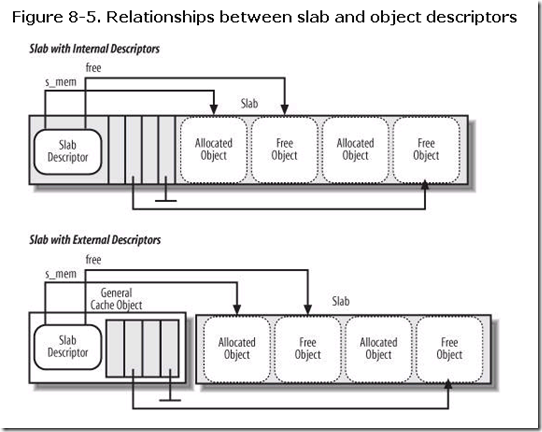 Figure 8-5. Relationships between slab and object descriptors
Slab with Internal Descriptors
free
s_mem
Slab
Slab
Descriptor
Allocated
Object
Free
Object
Allocated
Object
Free
Object
Slab with External Descriptors
free
s_mem
General
Cache Object
Slab
Slab
Descriptor
Allocated
Object
Free
Object
Allocated
Object
Free
Object